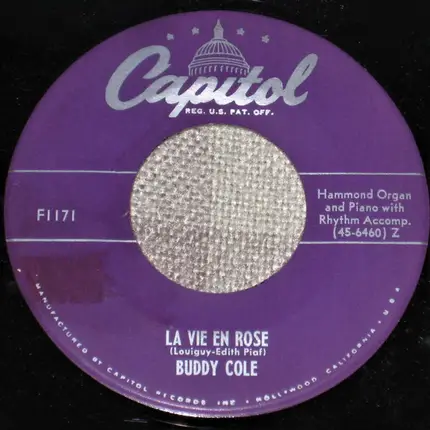 Capitol
REG. U.S. PAT. OFF.
F1171
Hammond Organ
and Piano with
Rhythm Accomp.
(45-6460) Z
LA VIE EN ROSE
(Louiguy-Edith Piaf)
BUDDY COLE
MANUFACTURED BY CAPITOL RECORDS INC • HOLLYWOOD, CALIFORNIA, • U S A